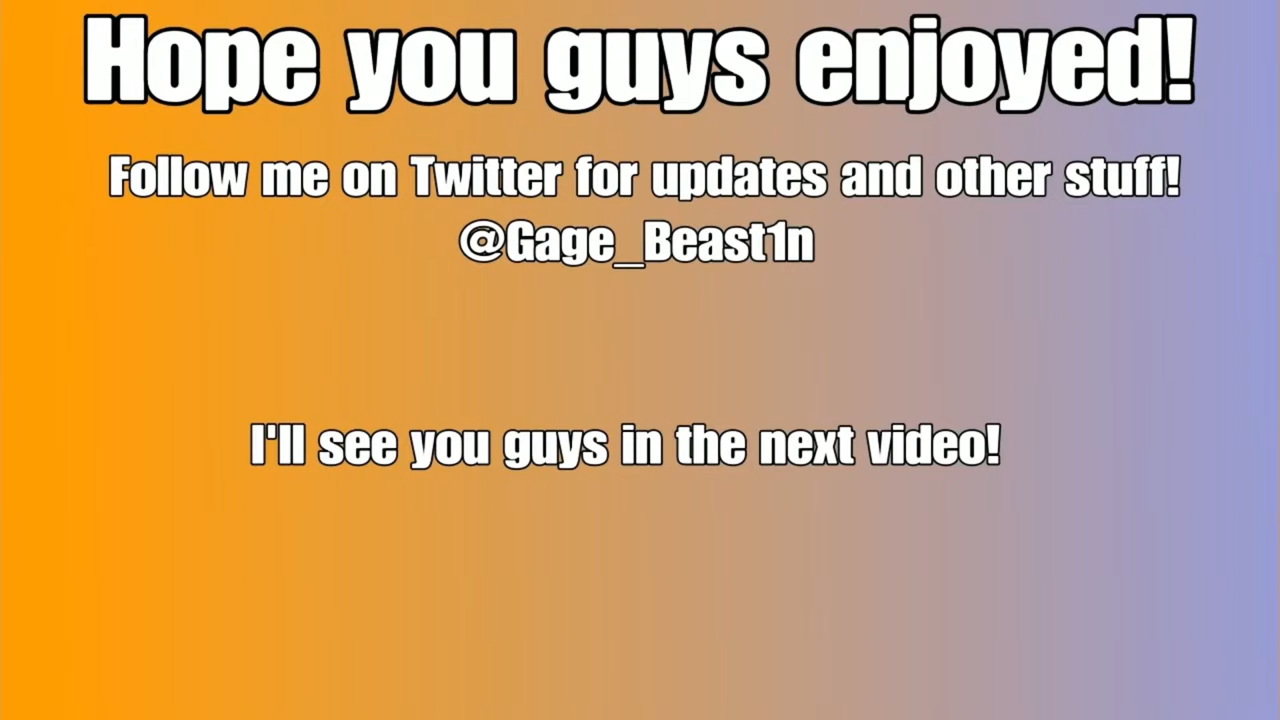 Hope you guys enjoyed!
Follow me on Twitter for updates and other stuff!
@Gage_Beast1n
I'll see you guys in the next video!